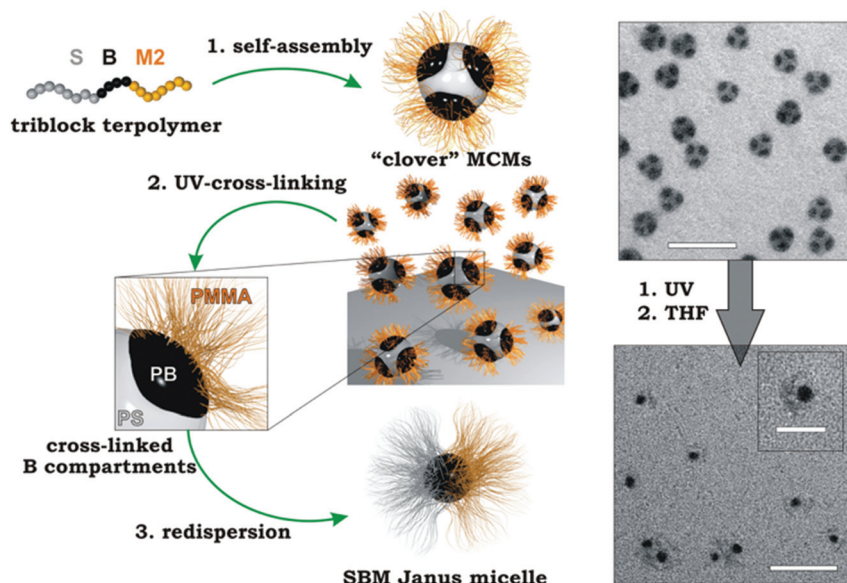 1. self-assembly
S B M2
triblock terpolymer
“clover” MCMs
2. UV-cross-linking
PMMA
PB
PS
cross-linked
B compartments
3. redispersion
SBM Janus micelle
1. UV
2. THF